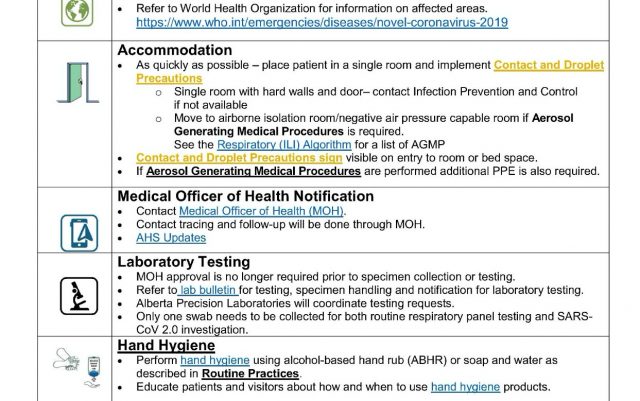 • Refer to World Health Organization for information on affected areas.
https://www.who.int/emergencies/diseases/novel-coronavirus-2019
Accommodation
• As quickly as possible – place patient in a single room and implement Contact and Droplet
Precautions
o Single room with hard walls and door– contact Infection Prevention and Control
if not available
o Move to airborne isolation room/negative air pressure capable room if Aerosol
Generating Medical Procedures is required.
See the Respiratory (ILI) Algorithm for a list of AGMP
• Contact and Droplet Precautions sign visible on entry to room or bed space.
• If Aerosol Generating Medical Procedures are performed additional PPE is also required.
Medical Officer of Health Notification
• Contact Medical Officer of Health (MOH).
• Contact tracing and follow-up will be done through MOH.
• AHS Updates
Laboratory Testing
• MOH approval is no longer required prior to specimen collection or testing.
• Refer to lab bulletin for testing, specimen handling and notification for laboratory testing.
• Alberta Precision Laboratories will coordinate testing requests.
• Only one swab needs to be collected for both routine respiratory panel testing and SARS-
CoV 2.0 investigation.
Hand Hygiene
• Perform hand hygiene using alcohol-based hand rub (ABHR) or soap and water as
described in Routine Practices.
• Educate patients and visitors about how and when to use hand hygiene products.